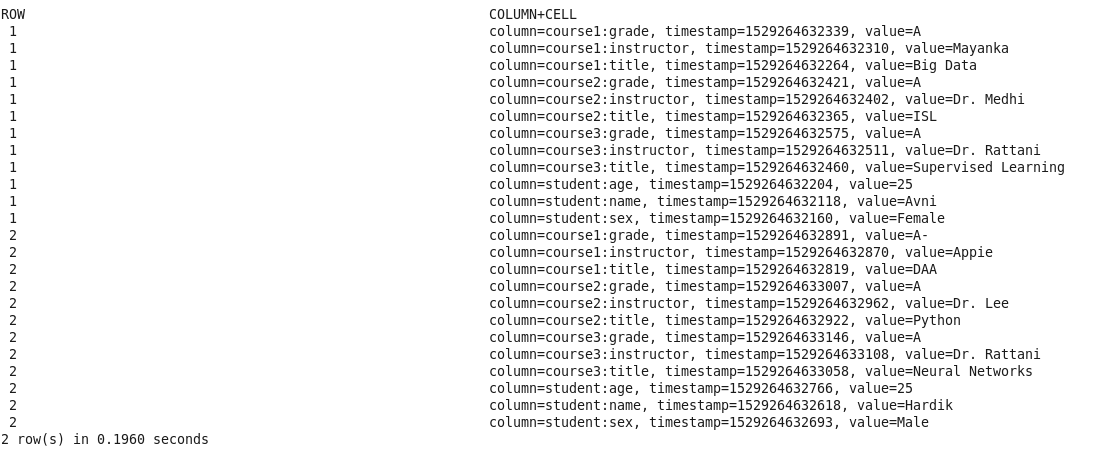 ROW COLUMN+CELL
1 column=course1:grade, timestamp=1529264632339, value=A
1 column=course1:instructor, timestamp=1529264632310, value=Mayanka
1 column=course1:title, timestamp=1529264632264, value=Big Data
1 column=course2:grade, timestamp=1529264632421, value=A
1 column=course2:instructor, timestamp=1529264632402, value=Dr. Medhi
1 column=course2:title, timestamp=1529264632365, value=ISL
1 column=course3:grade, timestamp=1529264632575, value=A
1 column=course3:instructor, timestamp=1529264632511, value=Dr. Rattani
1 column=course3:title, timestamp=1529264632460, value=Supervised Learning
1 column=student:age, timestamp=1529264632204, value=25
1 column=student:name, timestamp=1529264632118, value=Avni
1 column=student:sex, timestamp=1529264632160, value=Female
2 column=course1:grade, timestamp=1529264632891, value=A-
2 column=course1:instructor, timestamp=1529264632870, value=Appie
2 column=course1:title, timestamp=1529264632819, value=DAA
2 column=course2:grade, timestamp=1529264633007, value=A
2 column=course2:instructor, timestamp=1529264632962, value=Dr. Lee
2 column=course2:title, timestamp=1529264632922, value=Python
2 column=course3:grade, timestamp=1529264633146, value=A
2 column=course3:instructor, timestamp=1529264633108, value=Dr. Rattani
2 column=course3:title, timestamp=1529264633058, value=Neural Networks
2 column=student:age, timestamp=1529264632766, value=25
2 column=student:name, timestamp=1529264632618, value=Hardik
2 column=student:sex, timestamp=1529264632693, value=Male
2 row(s) in 0.1960 seconds